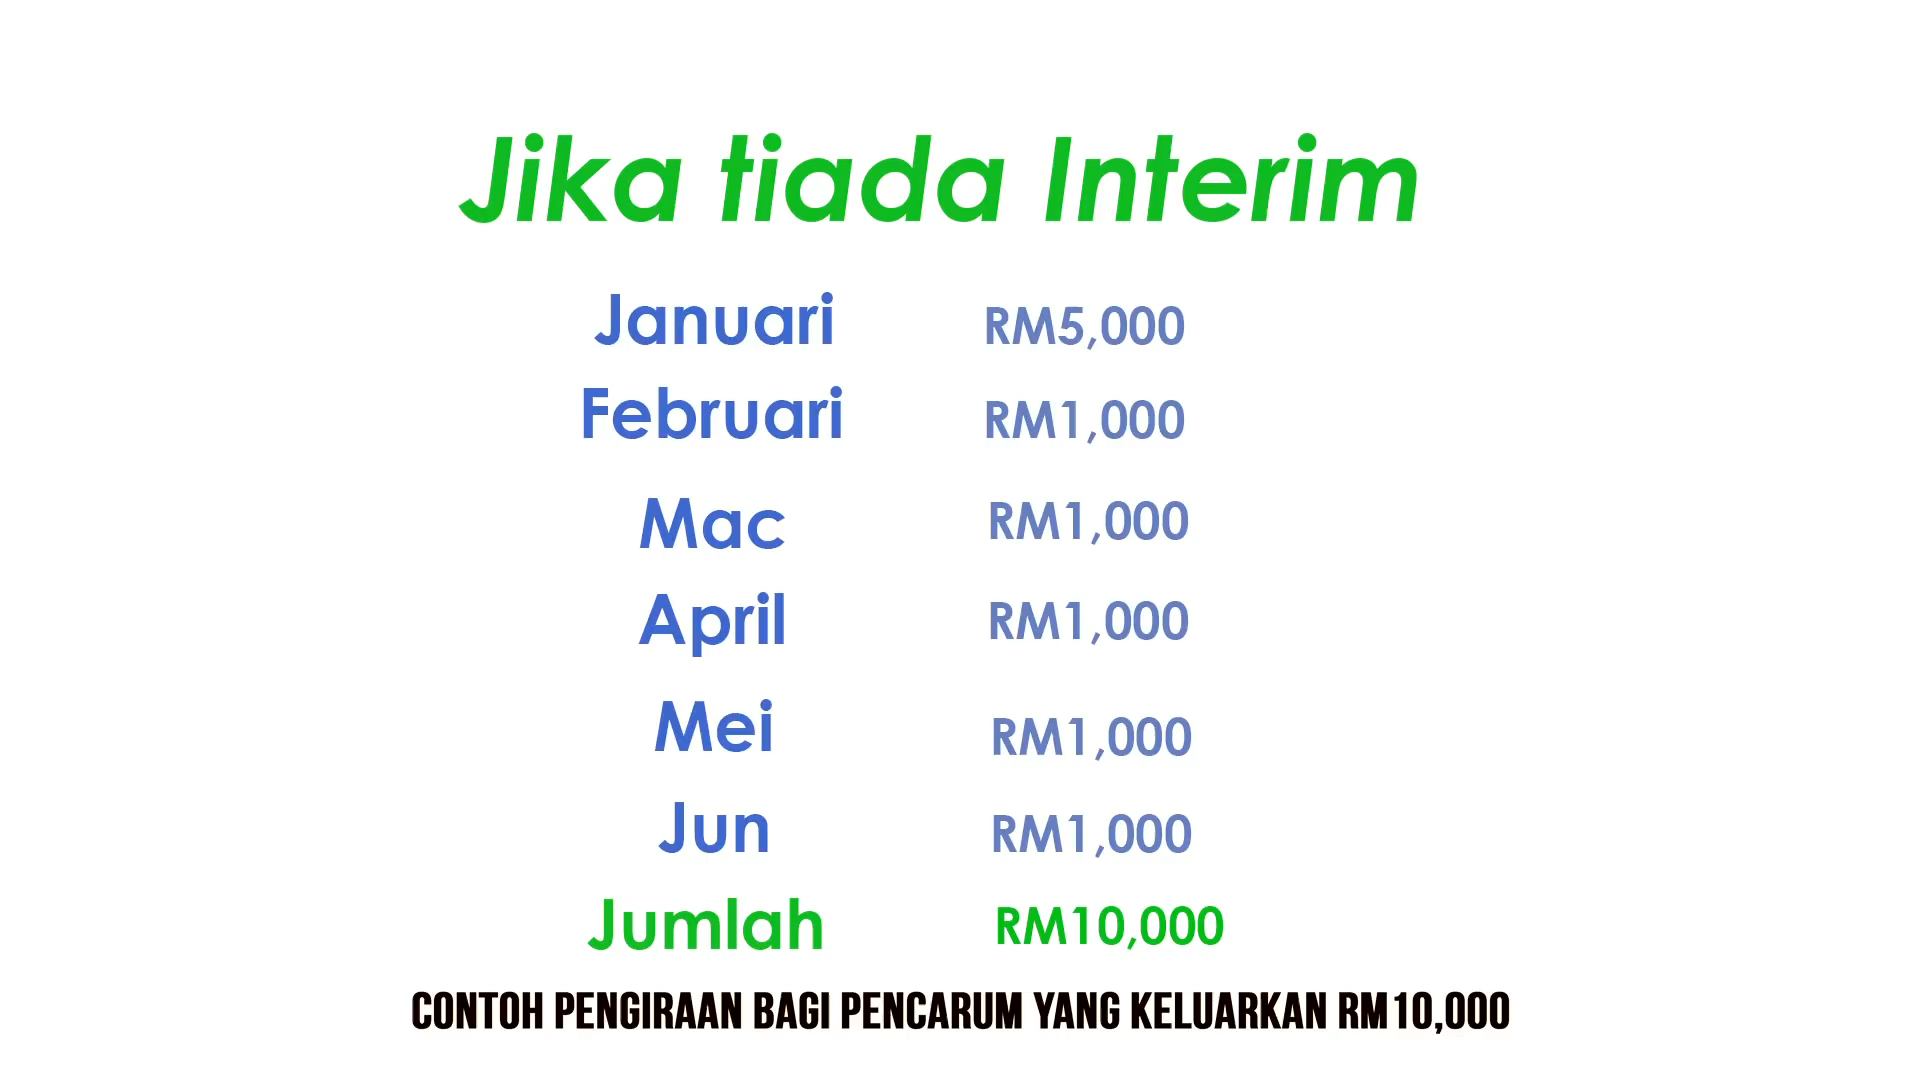 Jika tiada Interim
Januari RM5,000
Februari RM1,000
Mac RM1,000
April RM1,000
Mei RM1,000
Jun RM1,000
Jumlah RM10,000
CONTOH PENGIRAAN BAGI PENCARUM YANG KELUARKAN RM10,000